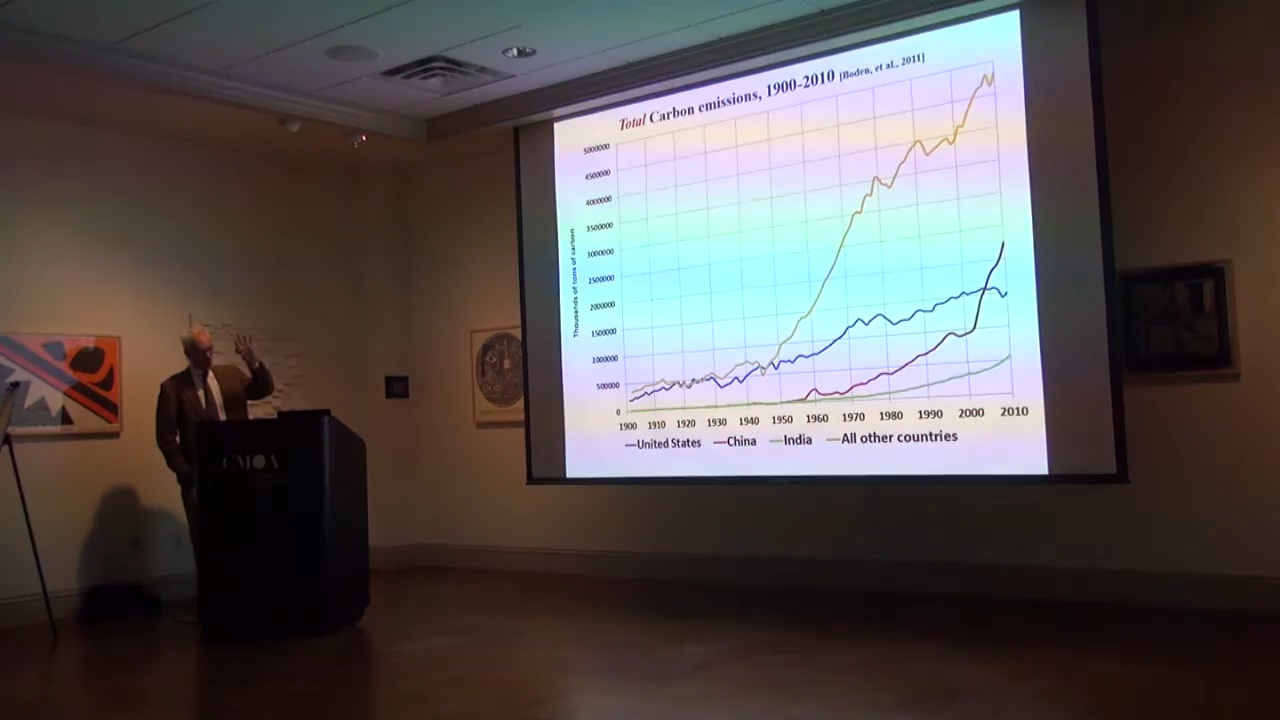 Total Carbon emissions, 1900-2010 [Boden, et al., 2011]
5000000
4500000
4000000
3500000
3000000
2500000
2000000
1500000
1000000
500000
0
Thousands of tons of carbon
1900 1910 1920 1930 1940 1950 1960 1970 1980 1990 2000 2010
United States China India All other countries
CMOA